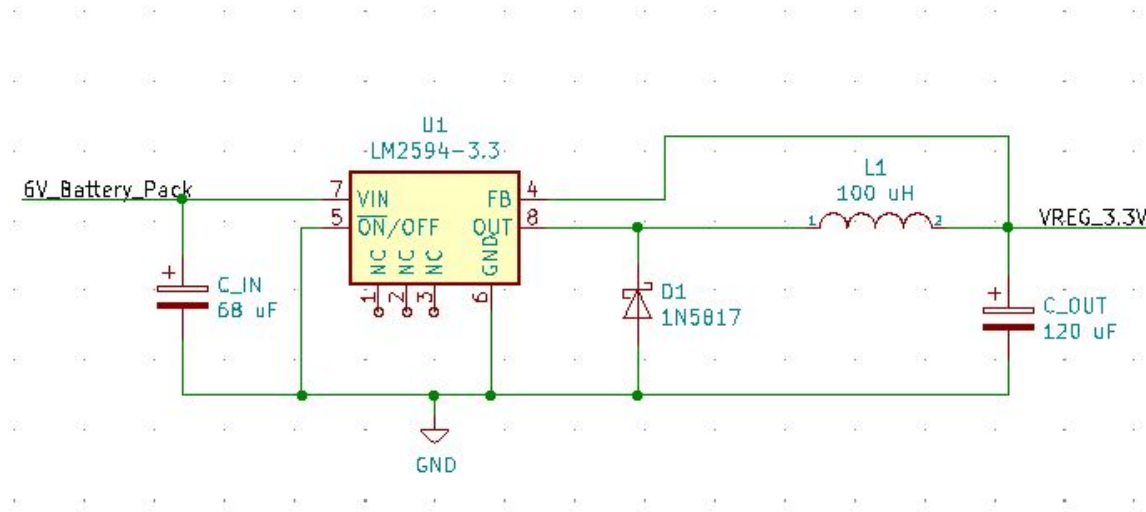 U1
LM2594-3.3
6V_Battery_Pack
7
VIN
FB
4
5
ON/OFF
OUT
8
NC
NC
NC
GND
1
2
3
6
L1
100 uH
1
2
VREG_3.3V
+
C_IN
68 uF
D1
1N5817
+
C_OUT
120 uF
GND